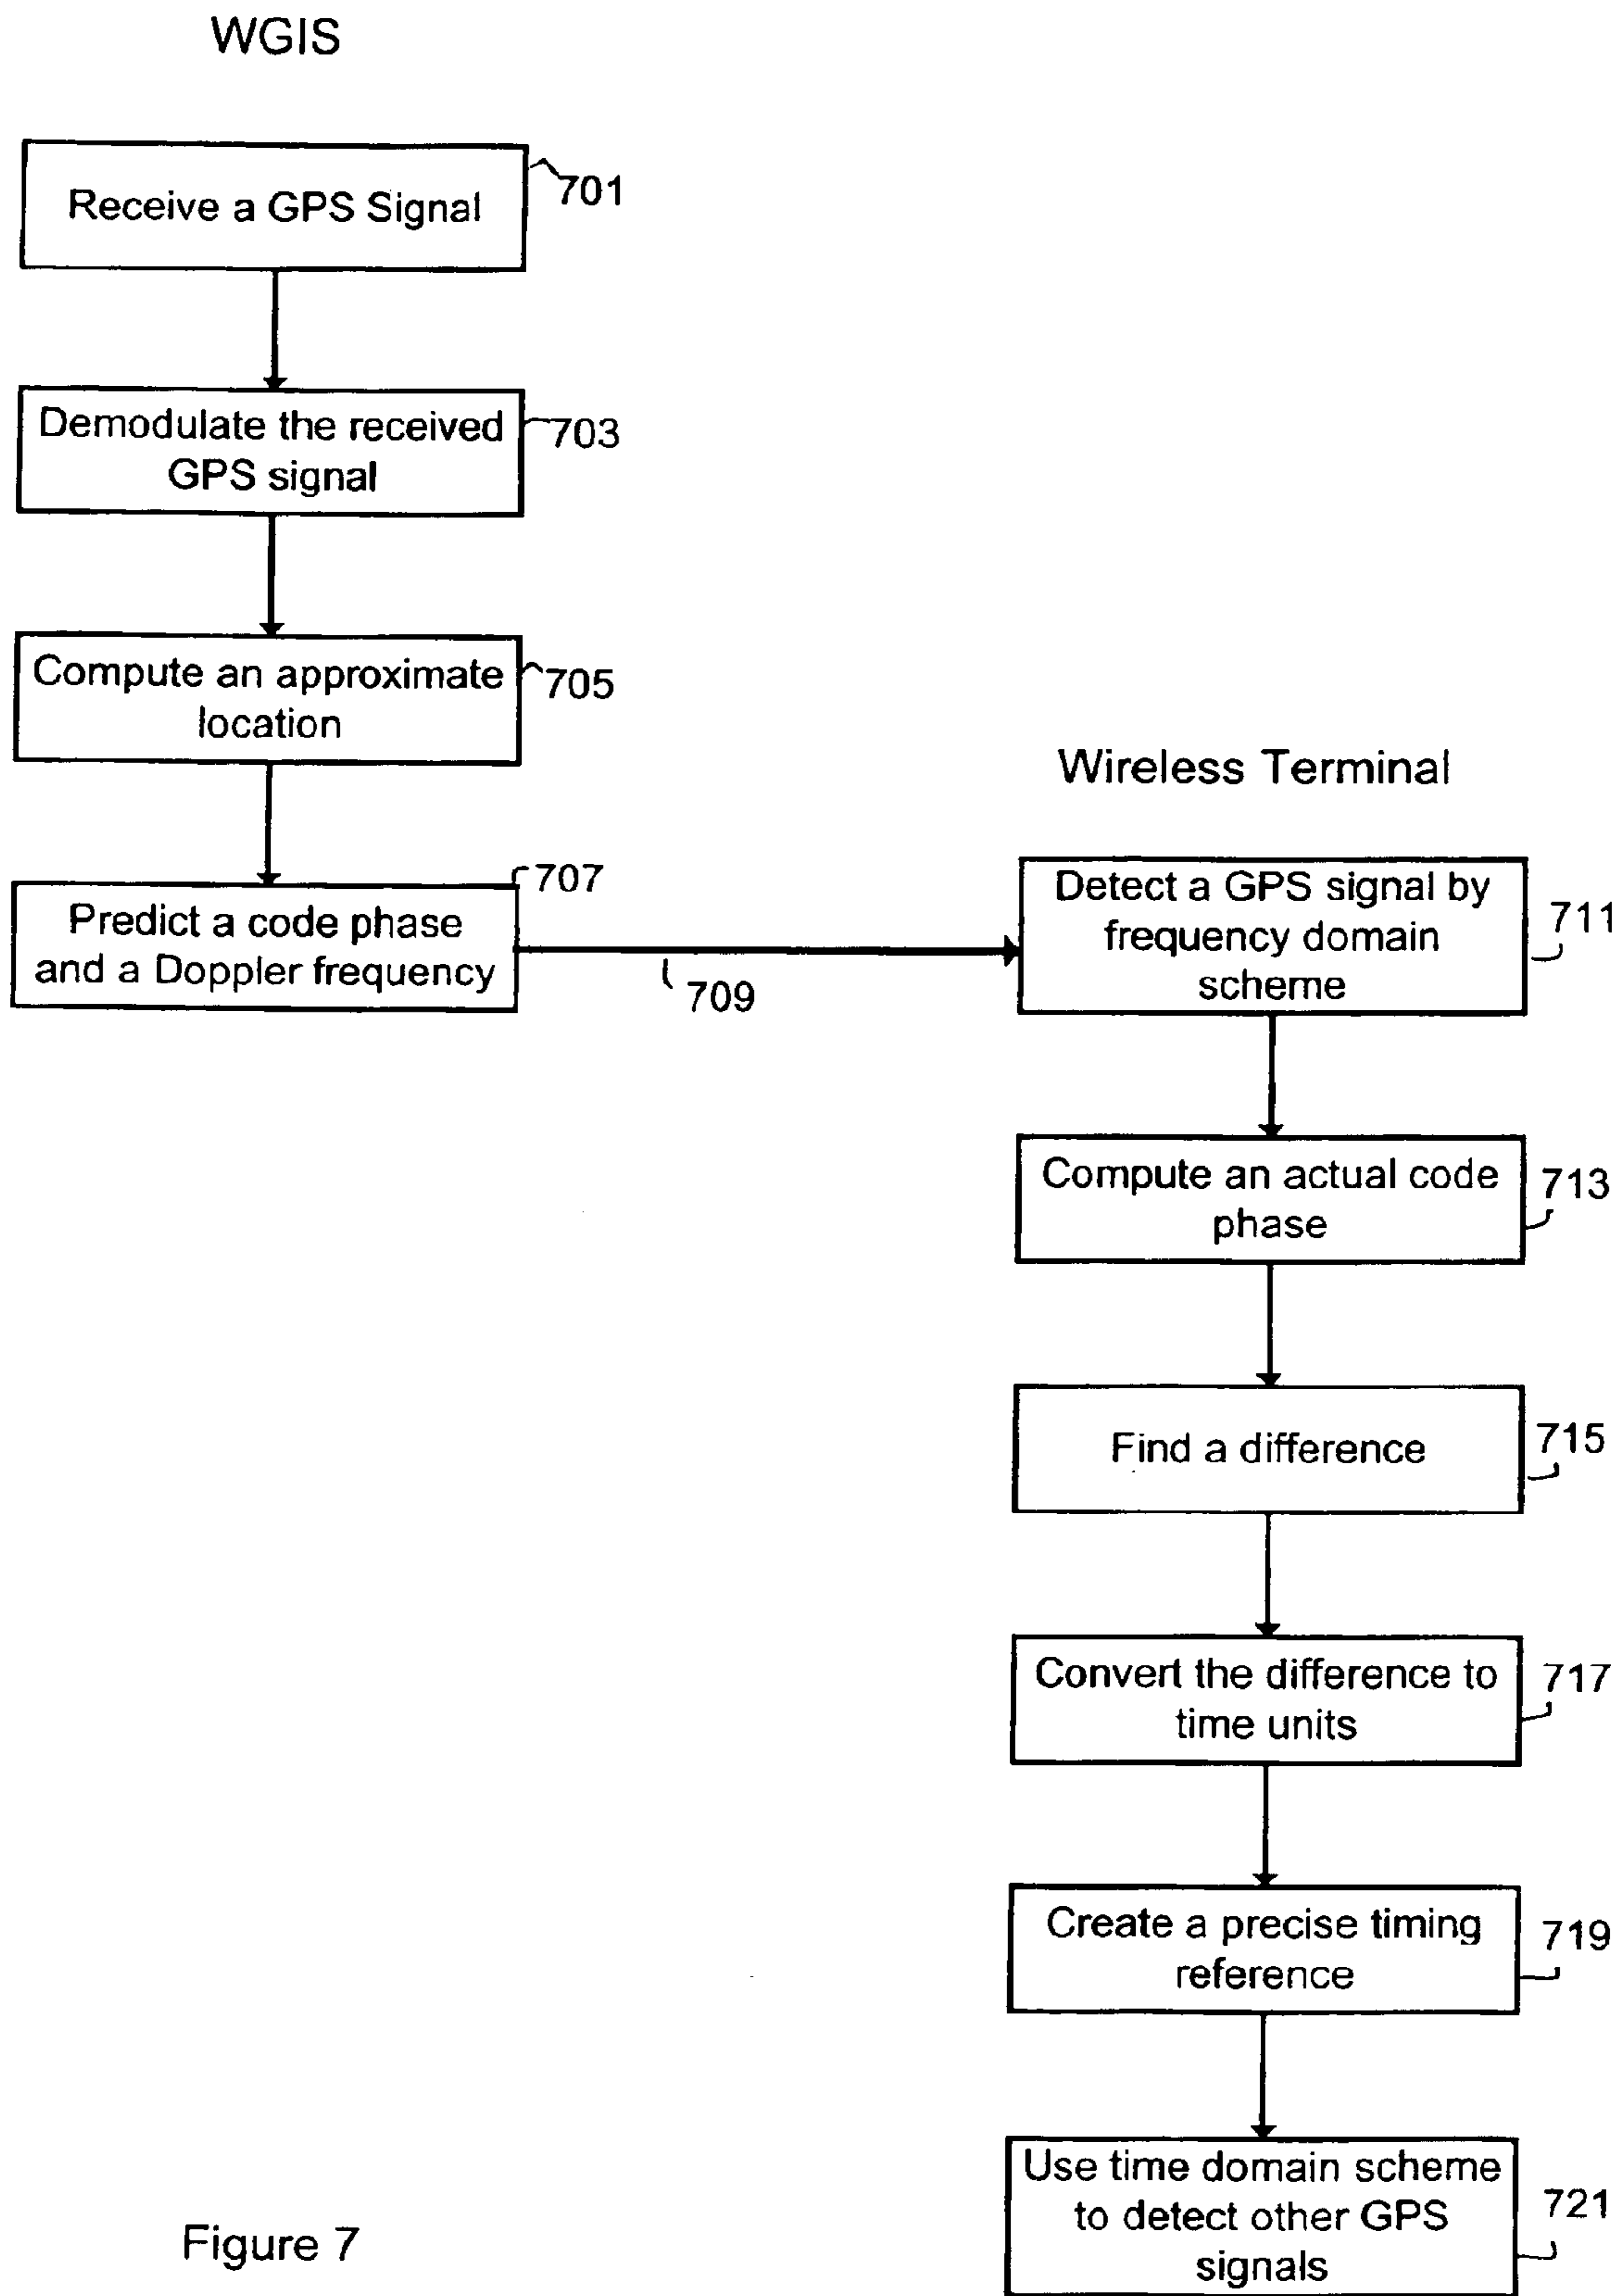 WGIS
Receive a GPS Signal
701
Demodulate the received
GPS signal
703
Compute an approximate
location
705
Predict a code phase
and a Doppler frequency
707
709
Wireless Terminal
Detect a GPS signal by
frequency domain
scheme
711
Compute an actual code
phase
713
Find a difference
715
Convert the difference to
time units
717
Create a precise timing
reference
719
Use time domain scheme
to detect other GPS
signals
721
Figure 7